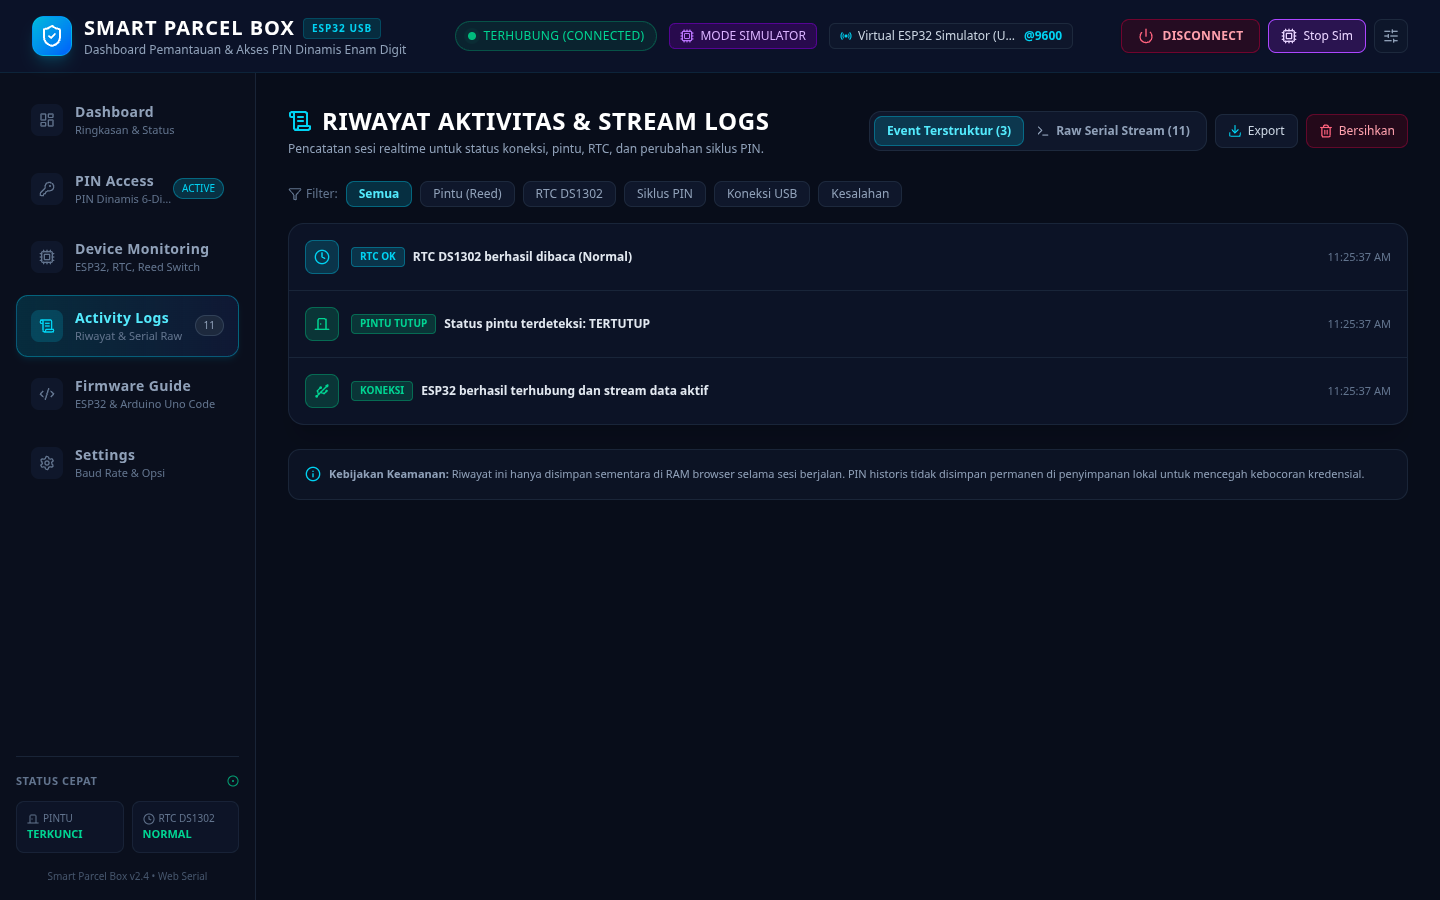 SMART PARCEL BOX ESP32 USB
Dashboard Pemantauan & Akses PIN Dinamis Enam Digit
TERHUBUNG (CONNECTED)
MODE SIMULATOR
Virtual ESP32 Simulator (U... @9600
DISCONNECT
Stop Sim
Dashboard
Ringkasan & Status
PIN Access
PIN Dinamis 6-Di...
ACTIVE
Device Monitoring
ESP32, RTC, Reed Switch
Activity Logs
Riwayat & Serial Raw
11
Firmware Guide
ESP32 & Arduino Uno Code
Settings
Baud Rate & Opsi
STATUS CEPAT
PINTU
TERKUNCI
RTC DS1302
NORMAL
Smart Parcel Box v2.4 • Web Serial
RIWAYAT AKTIVITAS & STREAM LOGS
Pencatatan sesi realtime untuk status koneksi, pintu, RTC, dan perubahan siklus PIN.
Event Terstruktur (3)
Raw Serial Stream (11)
Export
Bersihkan
Filter:
Semua
Pintu (Reed)
RTC DS1302
Siklus PIN
Koneksi USB
Kesalahan
RTC OK RTC DS1302 berhasil dibaca (Normal) 11:25:37 AM
PINTU TUTUP Status pintu terdeteksi: TERTUTUP 11:25:37 AM
KONEKSI ESP32 berhasil terhubung dan stream data aktif 11:25:37 AM
Kebijakan Keamanan: Riwayat ini hanya disimpan sementara di RAM browser selama sesi berjalan. PIN historis tidak disimpan permanen di penyimpanan lokal untuk mencegah kebocoran kredensial.